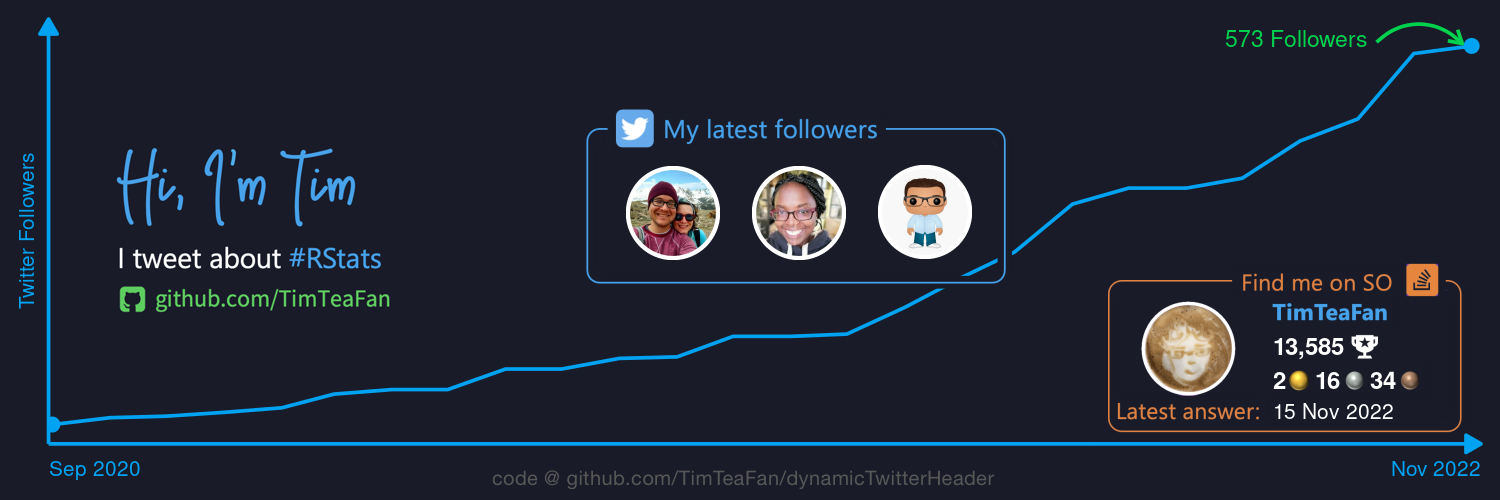 573 Followers
My latest followers
Twitter Followers
Hi, I'm Tim
I tweet about #RStats
github.com/TimTeaFan
Find me on SO
TimTeaFan
13,585
2 16 34
Latest answer: 15 Nov 2022
Sep 2020
Nov 2022
code @ github.com/TimTeaFan/dynamicTwitterHeader